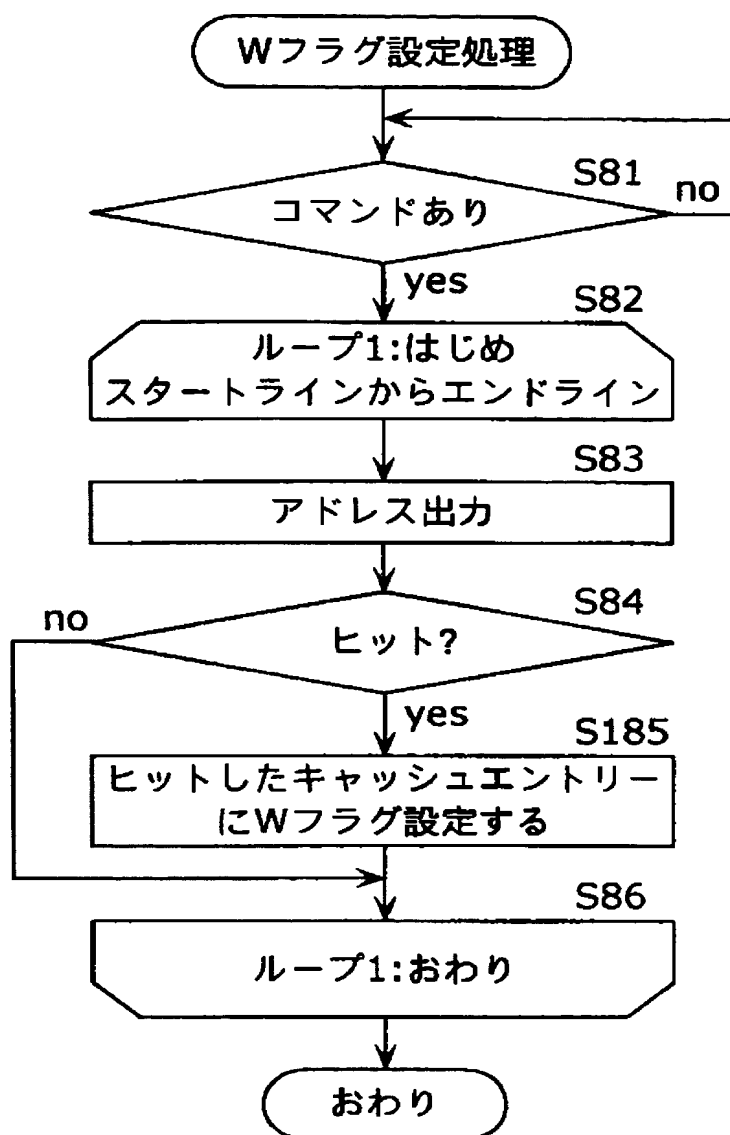 Wフラグ設定処理
S81
コマンドあり
no
yes
S82
ループ1:はじめ
スタートラインからエンドライン
S83
アドレス出力
S84
no
ヒット?
yes
S185
ヒットしたキャッシュエントリー
にWフラグ設定する
S86
ループ1:おわり
おわり